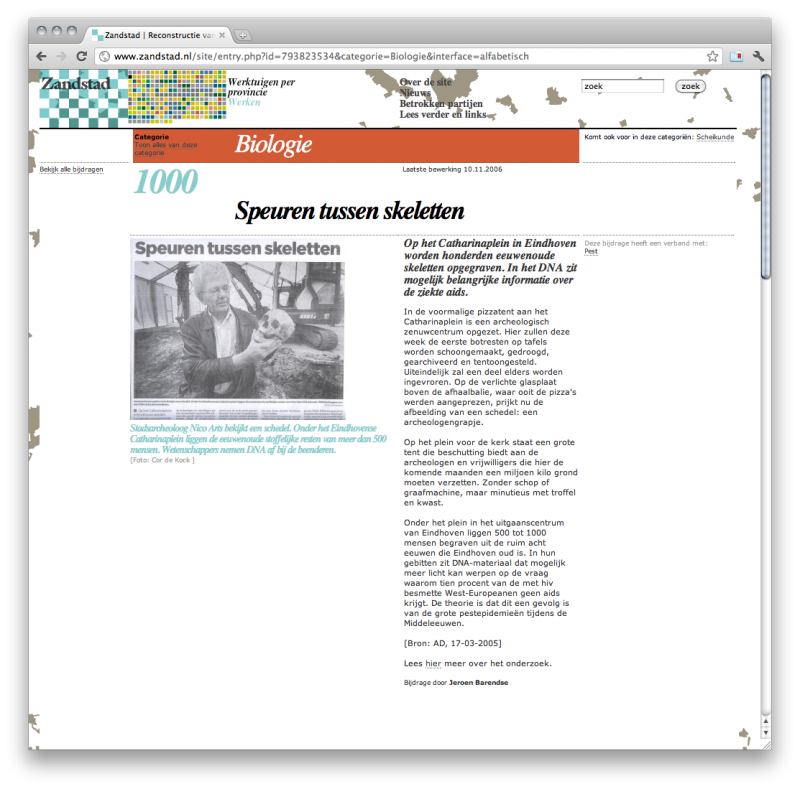 Zandstad | Reconstructie van
www.zandstad.nl/site/entry.php?id=793823534&categorie=Biologie&interface=alfabetisch
Zandstad
Werktuigen per
provincie
Werken
Over de site
Nieuws
Betrokken partijen
Lees verder en links
zoek
zoek
Categorie
Toon alles van deze
categorie
Biologie
Komt ook voor in deze categoriën: Scheikunde
Bekijk alle bijdragen
1000
Laatste bewerking 10.11.2006
Speuren tussen skeletten
Speuren tussen skeletten
Stadsarcheoloog Nico Arts bekijkt een schedel. Onder het Eindhovense
Catharinaplein liggen de eeuwenoude stoffelijke resten van meer dan 500
mensen. Wetenschappers nemen DNA af bij de beenderen.
[Foto: Cor de Kock ]
Op het Catharinaplein in Eindhoven
worden honderden eeuwenoude
skeletten opgegraven. In het DNA zit
mogelijk belangrijke informatie over
de ziekte aids.
In de voormalige pizzatent aan het
Catharinaplein is een archeologisch
zenuwcentrum opgezet. Hier zullen deze
week de eerste botresten op tafels
worden schoongemaakt, gedroogd,
gearchiveerd en tentoongesteld.
Uiteindelijk zal een deel elders worden
ingevroren. Op de verlichte glasplaat
boven de afhaalbalie, waar ooit de pizza's
werden aangeprezen, prijkt nu de
afbeelding van een schedel: een
archeologengrapje.
Op het plein voor de kerk staat een grote
tent die beschutting biedt aan de
archeologen en vrijwilligers die hier de
komende maanden een miljoen kilo grond
moeten verzetten. Zonder schop of
graafmachine, maar minutieus met troffel
en kwast.
Onder het plein in het uitgaanscentrum
van Eindhoven liggen 500 tot 1000
mensen begraven uit de ruim acht
eeuwen die Eindhoven oud is. In hun
gebitten zit DNA-materiaal dat mogelijk
meer licht kan werpen op de vraag
waarom tien procent van de met hiv
besmette West-Europeanen geen aids
krijgt. De theorie is dat dit een gevolg is
van de grote pestepidemieën tijdens de
Middeleeuwen.
[Bron: AD, 17-03-2005]
Lees hier meer over het onderzoek.
Bijdrage door Jeroen Barendse
Deze bijdrage heeft een verband met:
Pest